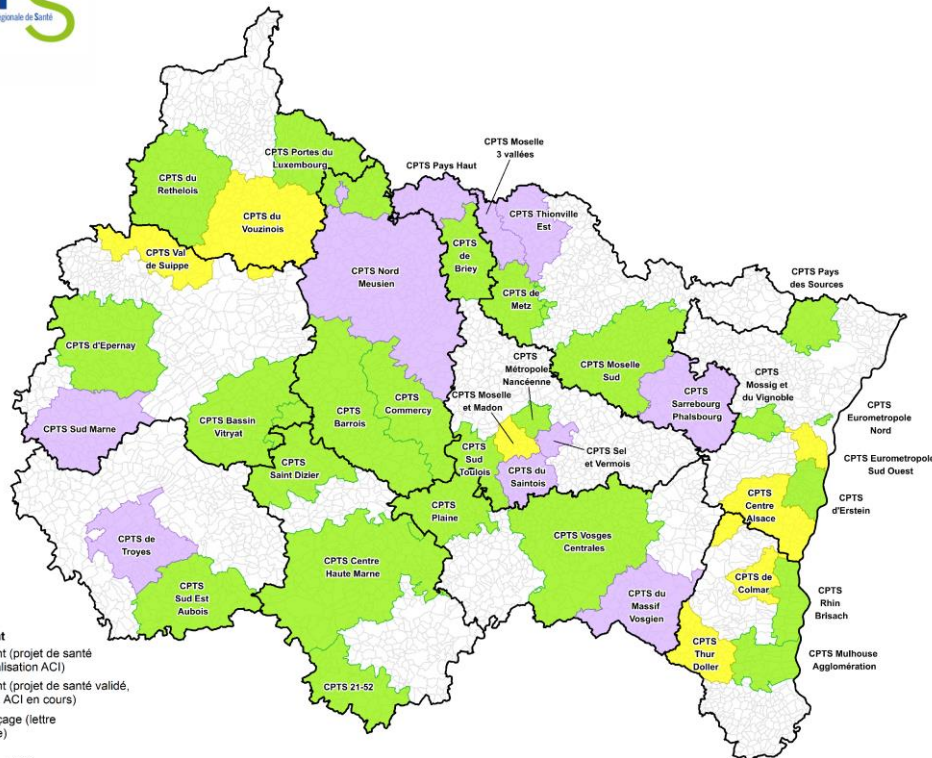 égionale de Santé
CPTS Portes du
Luxembourg
CPTS du
Rethelois
CPTS du
Vouzinois
CPTS Val
de Suippe
CPTS Pays Haut
CPTS Moselle
3 vallées
CPTS Thionville
Est
CPTS
de
Briey
CPTS Nord
Meusien
CPTS de
Metz
CPTS Pays
des Sources
CPTS d'Epernay
CPTS Moselle
Sud
CPTS
Métropole
Nancéenne
CPTS
Sarrebourg
Phalsbourg
CPTS
Mossig et
du Vignoble
CPTS Moselle
et Madon
CPTS
Commercy
CPTS
Barrois
CPTS Bassin
Vitryat
CPTS Sud Marne
CPTS
Eurometropole
Nord
CPTS Eurometropole
Sud Ouest
CPTS Sel
et Vermois
CPTS
Sud
Toulois
CPTS du
Saintois
CPTS
Saint Dizier
CPTS
Centre
Alsace
CPTS
d'Erstein
CPTS
Plaine
CPTS Vosges
Centrales
CPTS de
Troyes
CPTS Centre
Haute Marne
CPTS de
Colmar
CPTS
Sud Est
Aubois
CPTS du
Massif
Vosgien
CPTS
Rhin
Brisach
CPTS
Thur
Doller
CPTS Mulhouse
Agglomération
CPTS 21-52
nt
nt (projet de santé
alisation ACI)
nt (projet de santé validé,
ACI en cours)
çage (lettre
e)